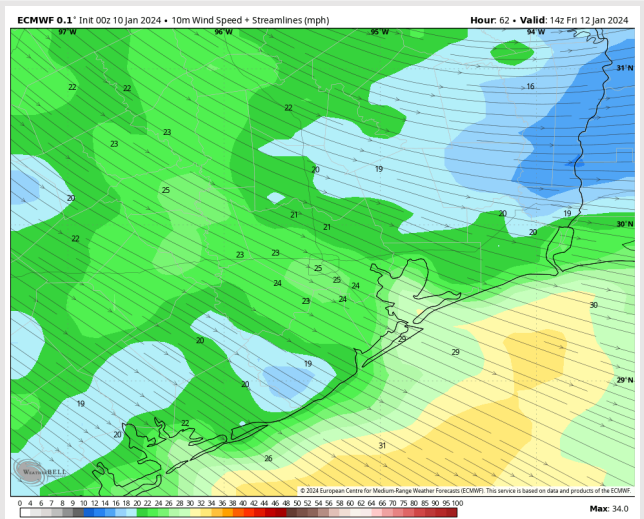 ECMWF 0.1° Init 00z 10 Jan 2024 • 10m Wind Speed + Streamlines (mph) Hour: 62 • Valid: 14z Fri 12 Jan 2024
97°W 96°W 95°W 94°W
31°N
22 22 16
22
23 23
20 19
25
20
21 20 19
21 20 30°N
22
23 23
25
24 25 24
23 24 30
20 29 29
19
20 29°N
19
22
20
31
26
WeatherBELL
© 2024 European Centre for Medium-Range Weather Forecasts (ECMWF). This service is based on data and products of the ECMWF.
0 4 6 7 8 9 10 12 14 16 18 20 22 24 26 28 30 32 34 36 38 40 42 44 46 48 50 52 54 55 56 58 60 62 64 66 70 75 80 85 90 95 100
Max: 34.0